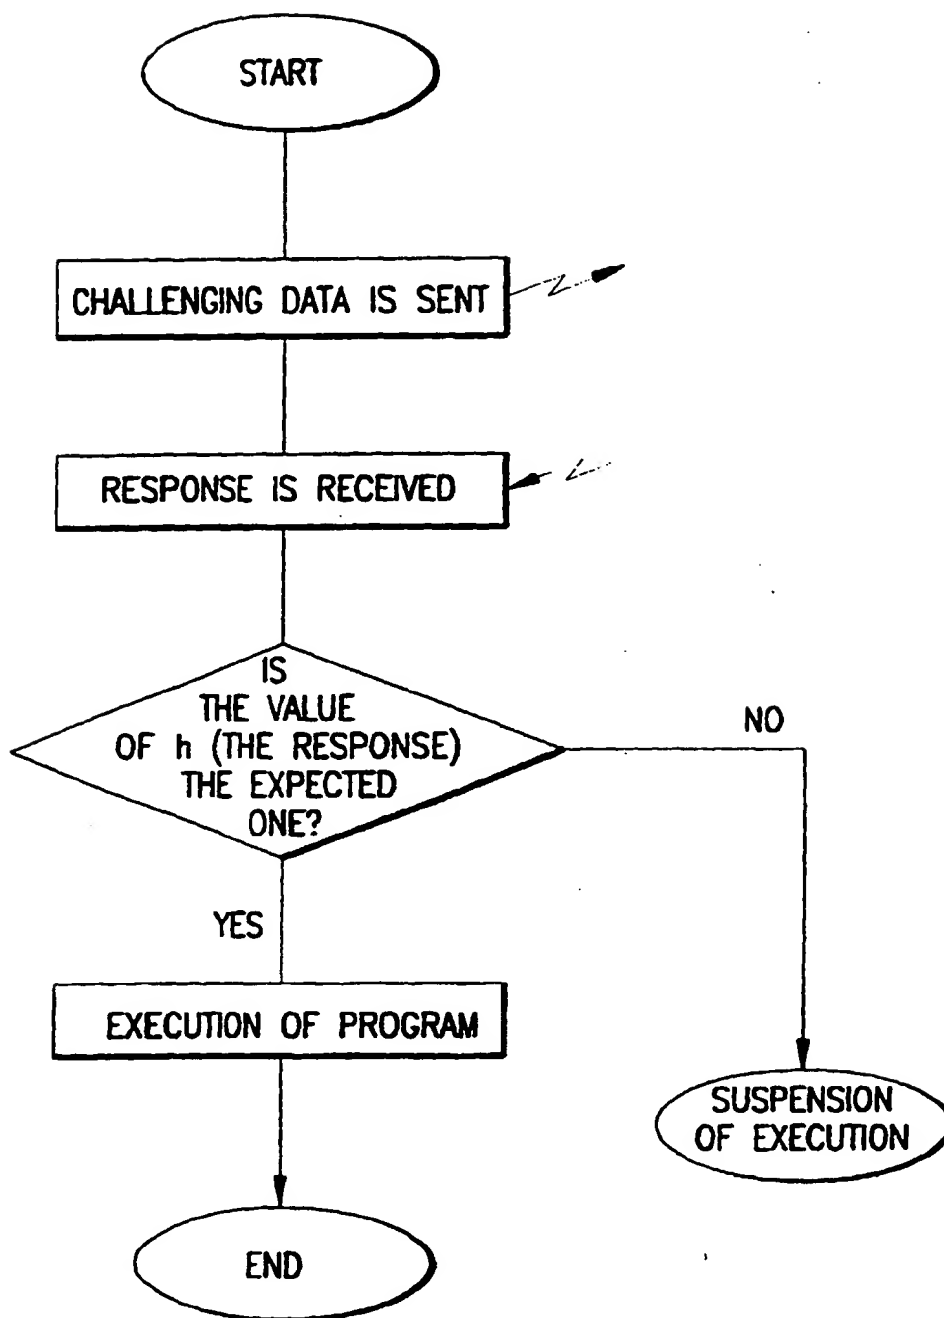 START
CHALLENGING DATA IS SENT
RESPONSE IS RECEIVED
IS
THE VALUE
OF h (THE RESPONSE)
THE EXPECTED
ONE?
NO
YES
EXECUTION OF PROGRAM
SUSPENSION
OF EXECUTION
END